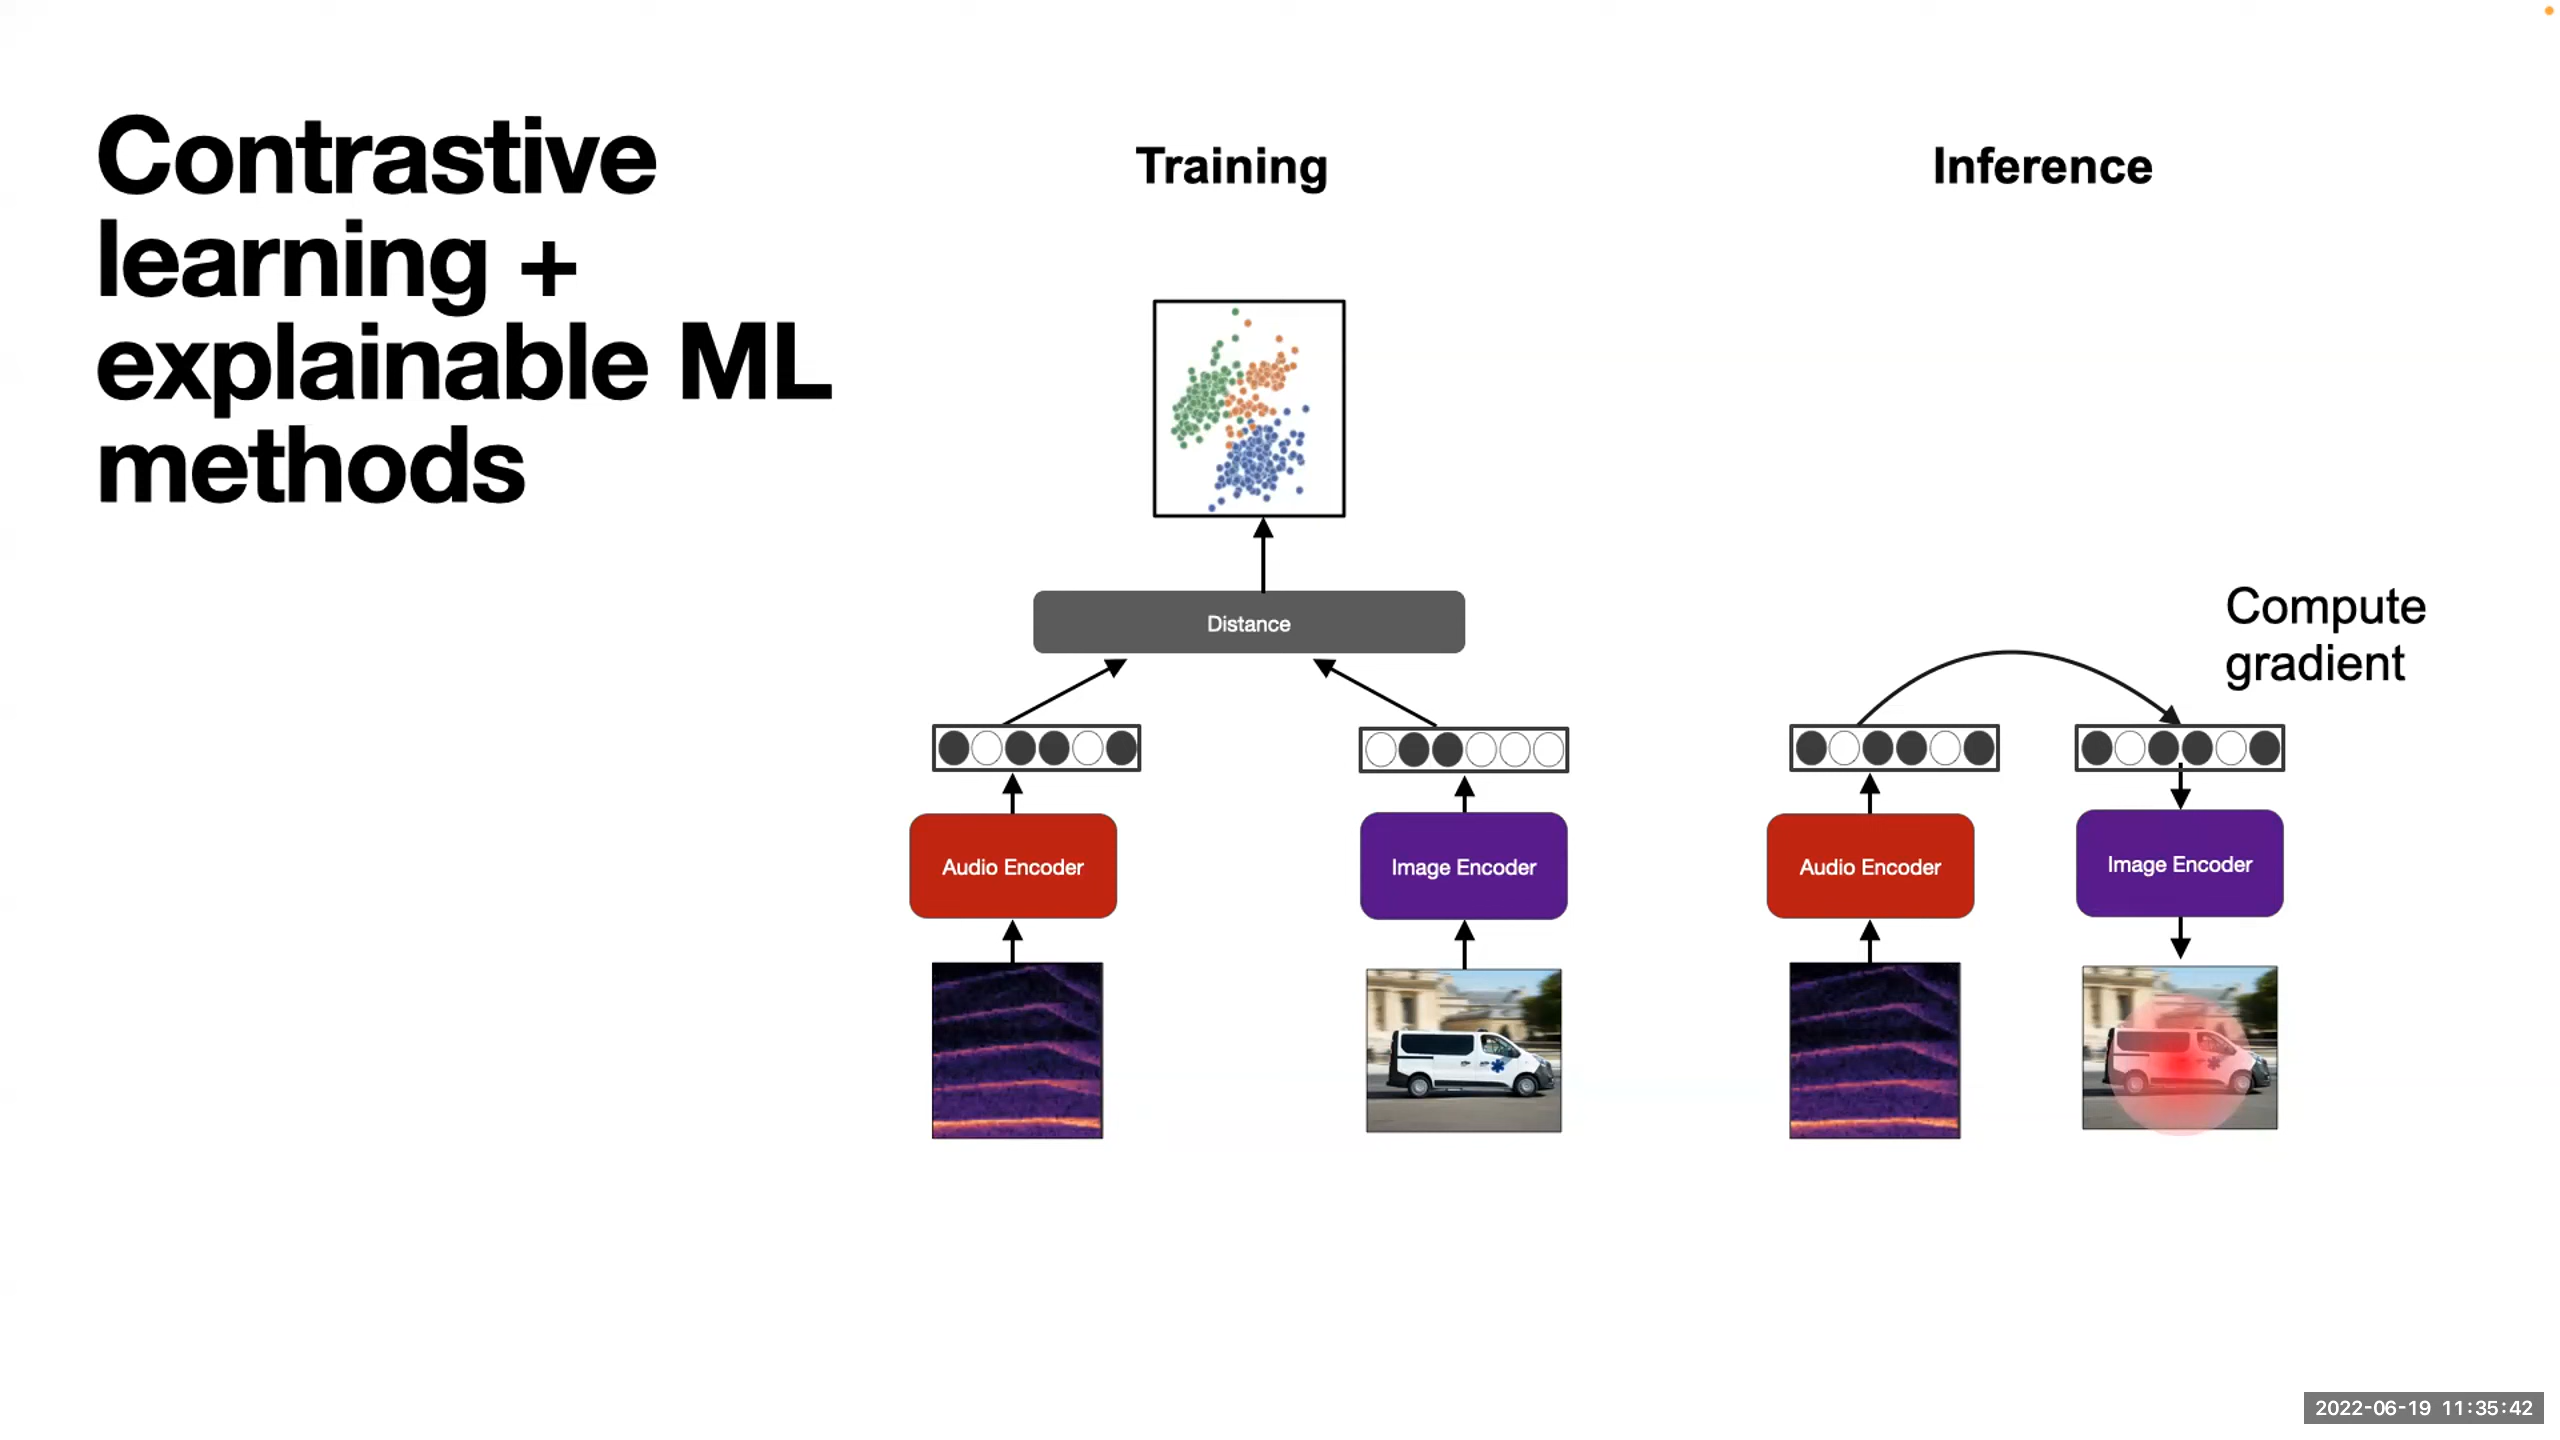 Contrastive
learning +
explainable ML
methods
Training
Distance
Audio Encoder
Image Encoder
Inference
Compute
gradient
Audio Encoder
Image Encoder
2022-06-19 11:35:42